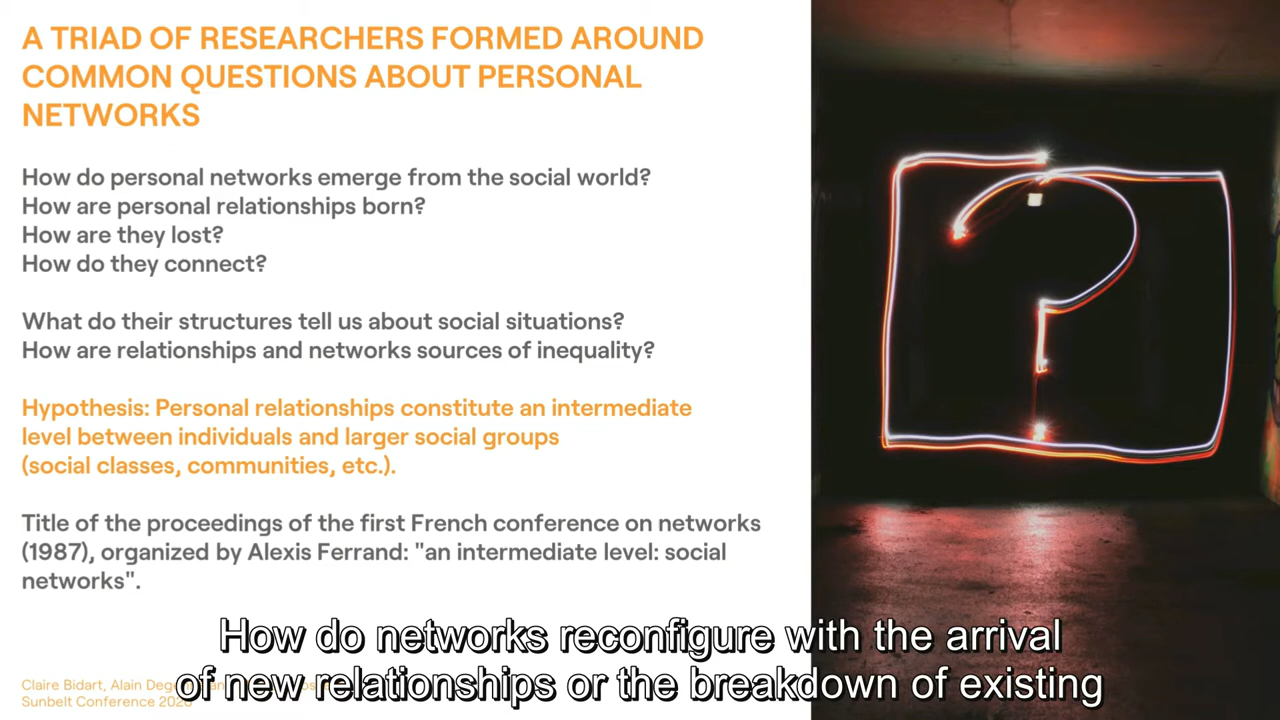 A TRIAD OF RESEARCHERS FORMED AROUND
COMMON QUESTIONS ABOUT PERSONAL
NETWORKS
How do personal networks emerge from the social world?
How are personal relationships born?
How are they lost?
How do they connect?
What do their structures tell us about social situations?
How are relationships and networks sources of inequality?
Hypothesis: Personal relationships constitute an intermediate
level between individuals and larger social groups
(social classes, communities, etc.).
Title of the proceedings of the first French conference on networks
(1987), organized by Alexis Ferrand: "an intermediate level: social
networks".
How do networks reconfigure with the arrival
of new relationships or the breakdown of existing
Claire Bidart, Alain
Sunbelt Conference